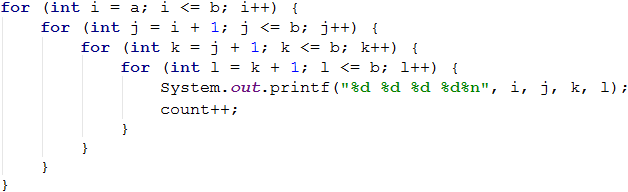 for (int i = a; i <= b; i++) {
    for (int j = i + 1; j <= b; j++) {
        for (int k = j + 1; k <= b; k++) {
            for (int l = k + 1; l <= b; l++) {
                System.out.printf("%d %d %d %d%n", i, j, k, l);
                count++;
            }
        }
    }
}